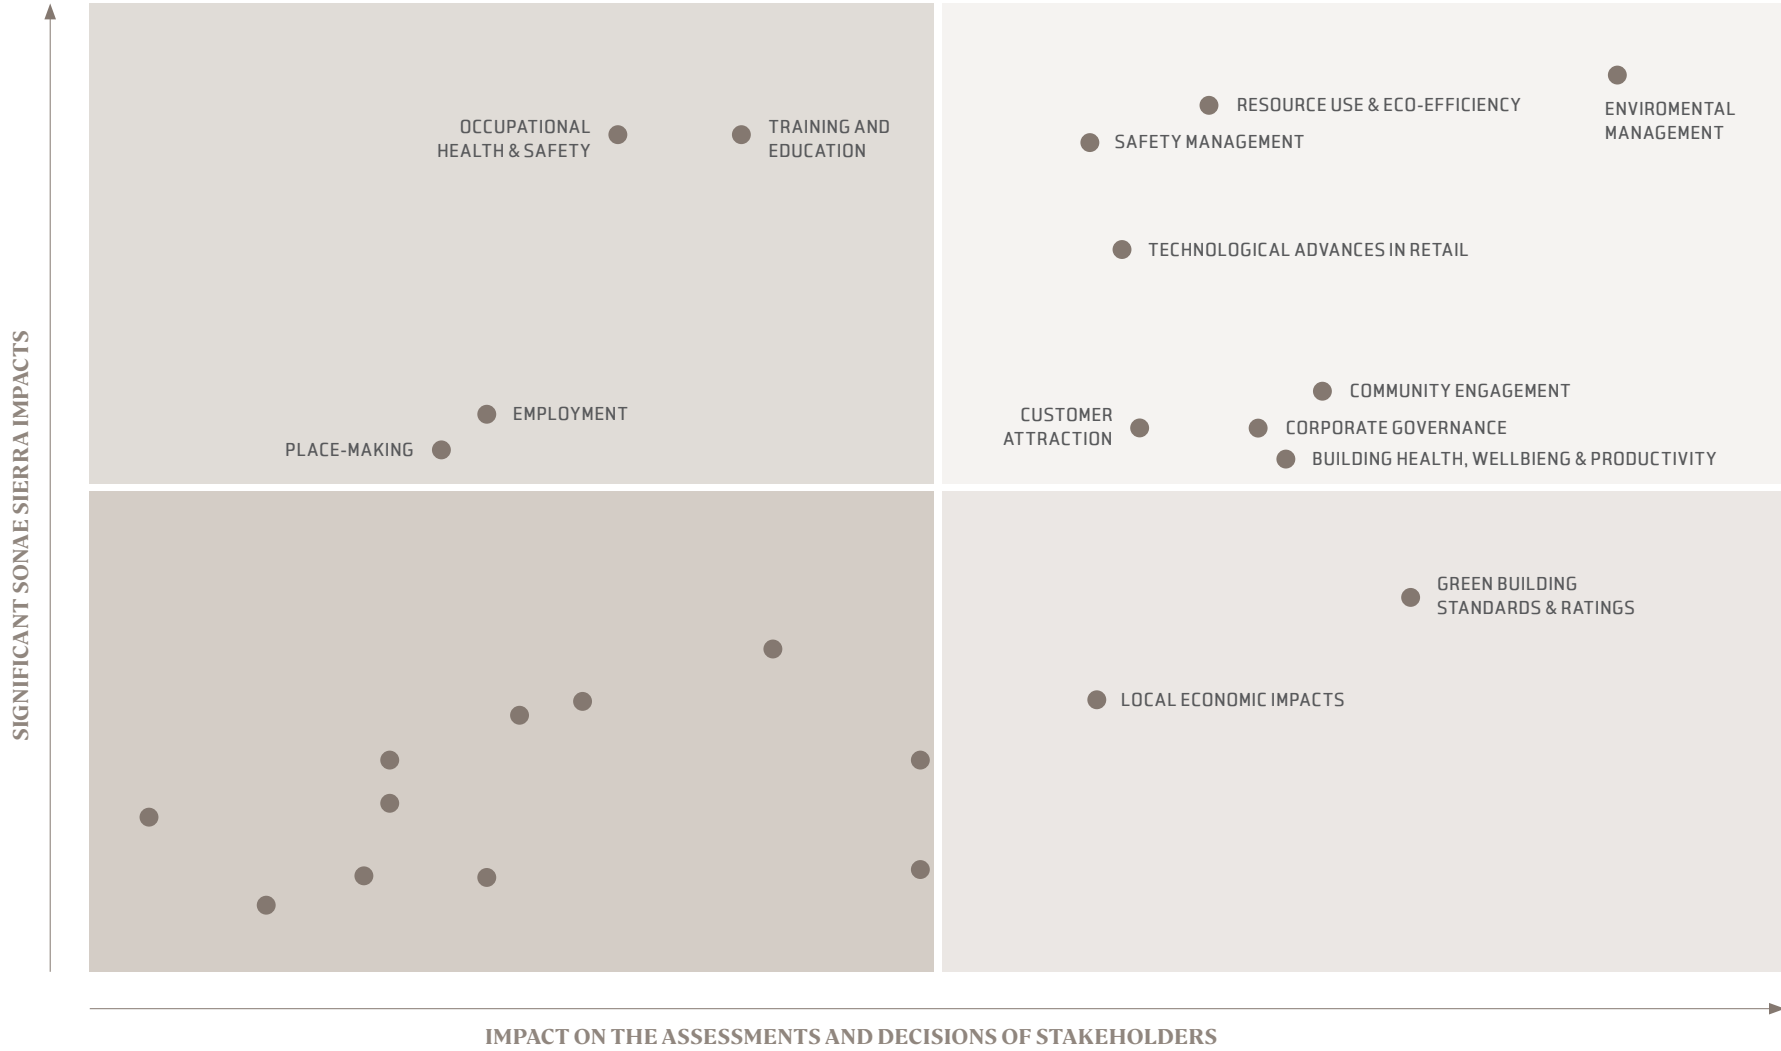 SIGNIFICANT SONAE SIERRA IMPACTS
OCCUPATIONAL
HEALTH & SAFETY
TRAINING AND
EDUCATION
EMPLOYMENT
PLACE-MAKING
RESOURCE USE & ECO-EFFICIENCY
ENVIROMENTAL
MANAGEMENT
SAFETY MANAGEMENT
TECHNOLOGICAL ADVANCES IN RETAIL
COMMUNITY ENGAGEMENT
CUSTOMER
ATTRACTION
CORPORATE GOVERNANCE
BUILDING HEALTH, WELLBIENG & PRODUCTIVITY
GREEN BUILDING
STANDARDS & RATINGS
LOCAL ECONOMIC IMPACTS
IMPACT ON THE ASSESSMENTS AND DECISIONS OF STAKEHOLDERS